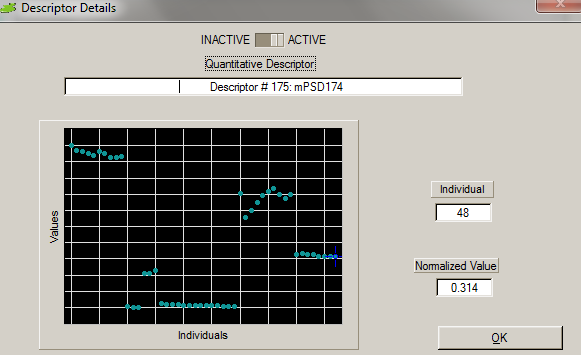 Descriptor Details
INACTIVE ACTIVE
Quantitative Descriptor
Descriptor # 175: mPSD174
Values
Individuals
Individual
48
Normalized Value
0.314
OK